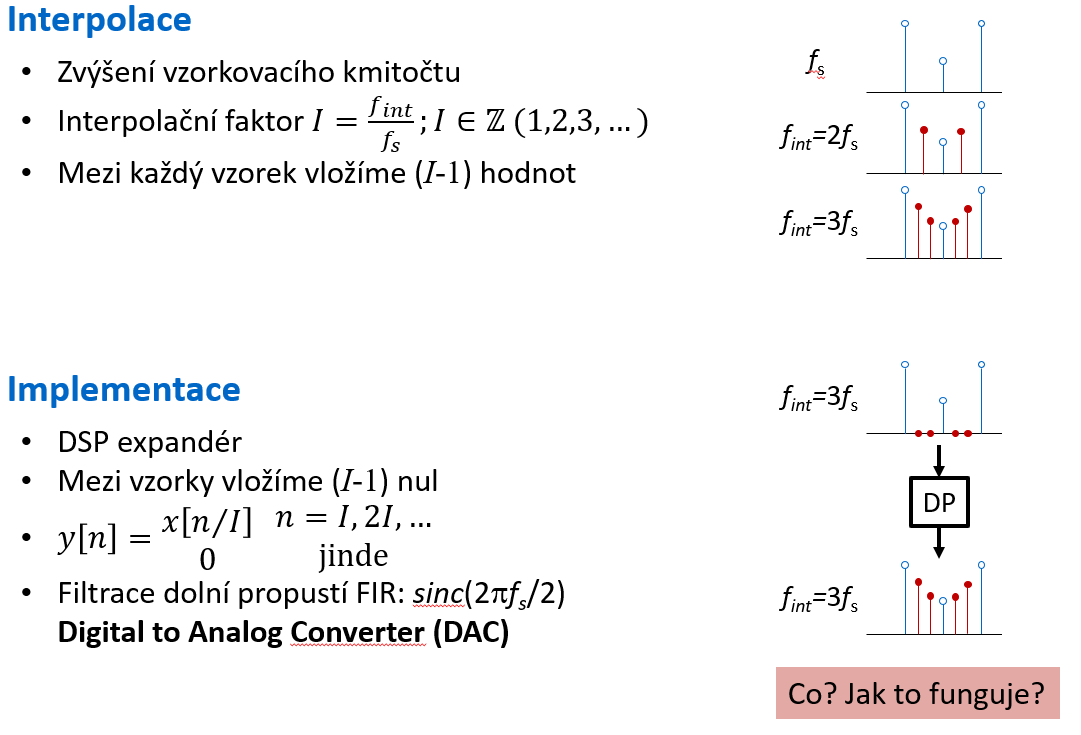 Interpolace
• Zvýšení vzorkovacího kmitočtu
• Interpolační faktor I = f_int/f_s ; I ∈ ℤ (1,2,3, … )
• Mezi každý vzorek vložíme (I-1) hodnot
f_s
f_int=2f_s
f_int=3f_s
Implementace
• DSP expandér
• Mezi vzorky vložíme (I-1) nul
• y[n] = x[n/I] n = I, 2I, …
0 jinde
• Filtrace dolní propustí FIR: sinc(2πf_s/2)
Digital to Analog Converter (DAC)
f_int=3f_s
DP
f_int=3f_s
Co? Jak to funguje?